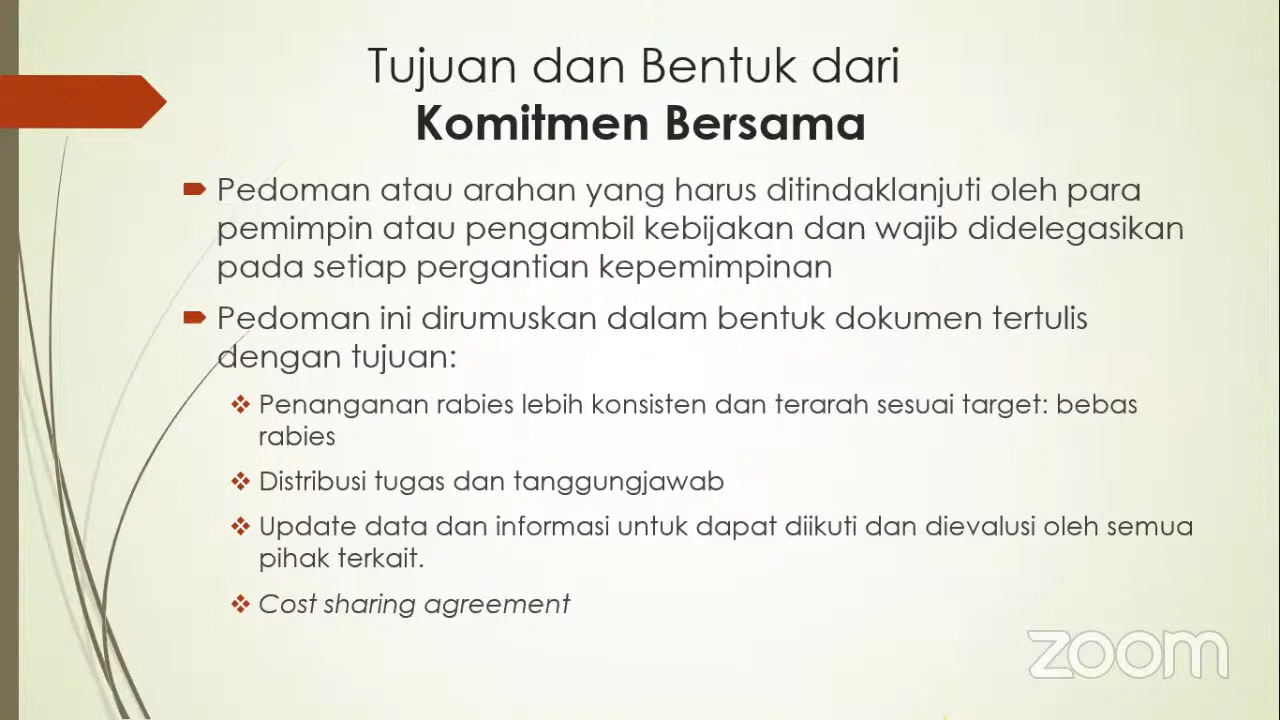 Tujuan dan Bentuk dari
Komitmen Bersama
Pedoman atau arahan yang harus ditindaklanjuti oleh para
pemimpin atau pengambil kebijakan dan wajib didelegasikan
pada setiap pergantian kepemimpinan
Pedoman ini dirumuskan dalam bentuk dokumen tertulis
dengan tujuan:
Penanganan rabies lebih konsisten dan terarah sesuai target: bebas
rabies
Distribusi tugas dan tanggungjawab
Update data dan informasi untuk dapat diikuti dan dievalusi oleh semua
pihak terkait.
Cost sharing agreement
zoom